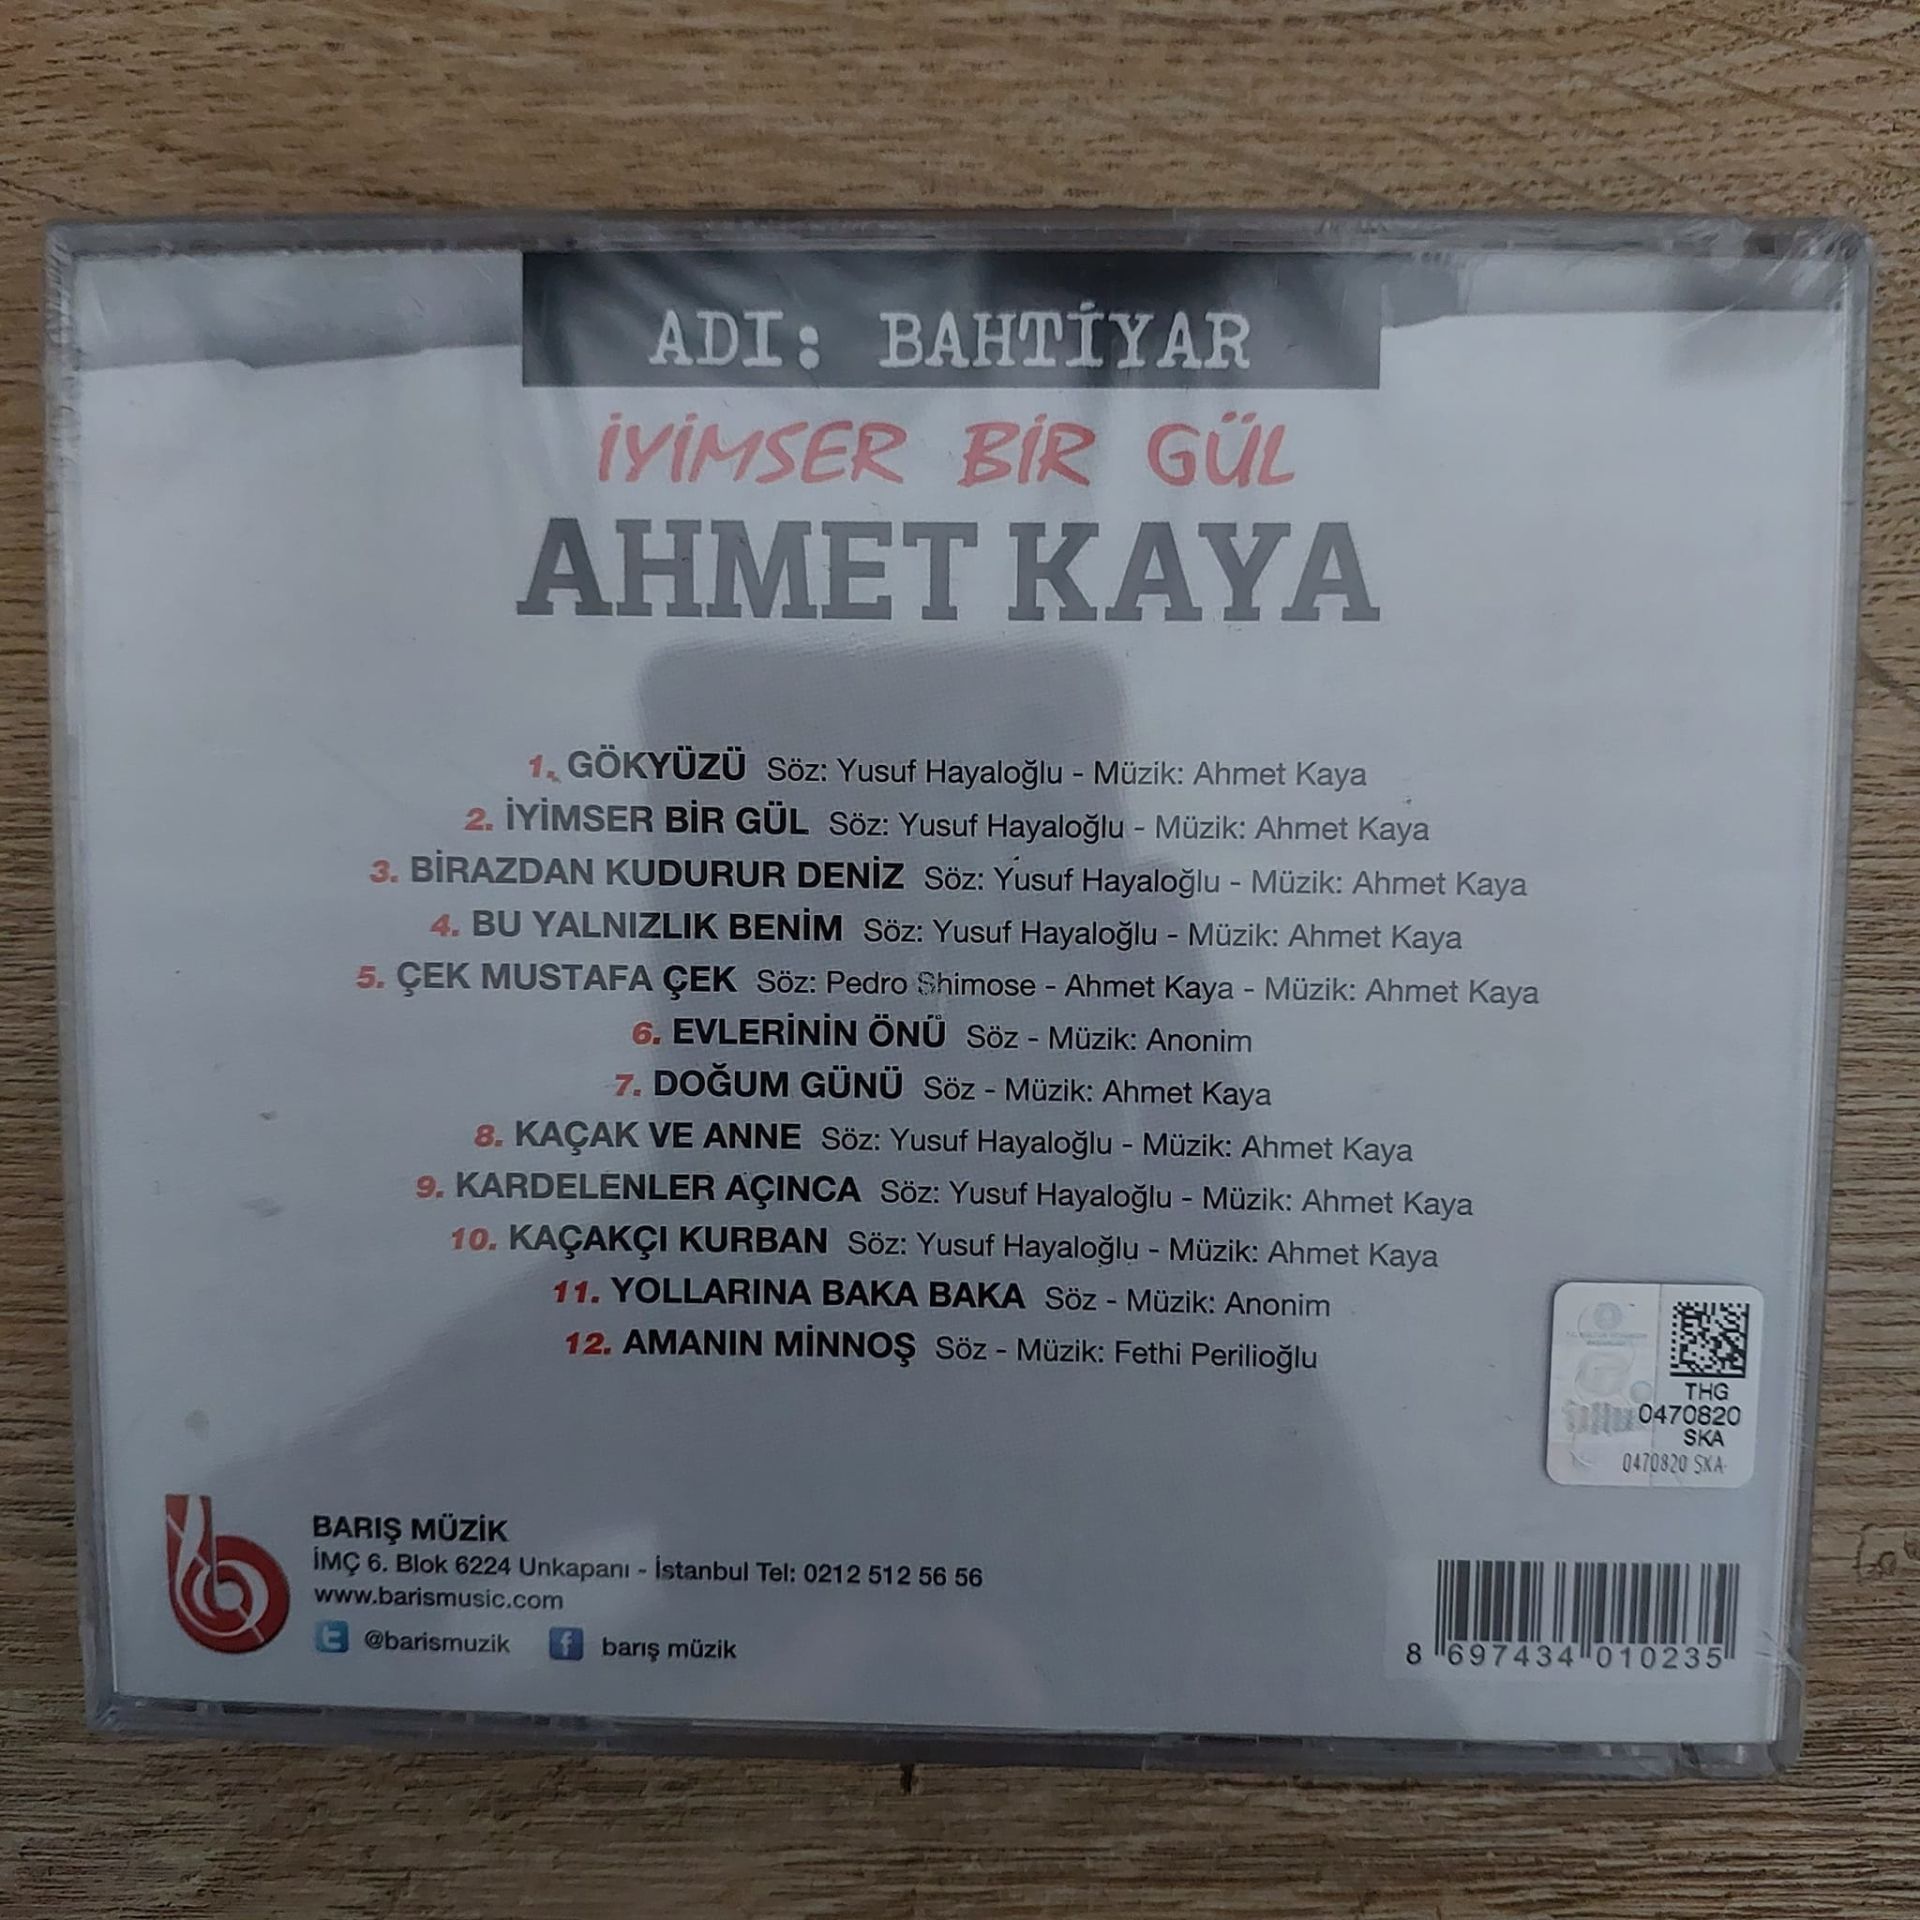 ADI: BAHTİYAR
İYİMSER BİR GÜL
AHMET KAYA
1. GÖKYÜZÜ Söz: Yusuf Hayaloğlu - Müzik: Ahmet Kaya
2. İYİMSER BİR GÜL Söz: Yusuf Hayaloğlu - Müzik: Ahmet Kaya
3. BİRAZDAN KUDURUR DENİZ Söz: Yusuf Hayaloğlu - Müzik: Ahmet Kaya
4. BU YALNIZLIK BENİM Söz: Yusuf Hayaloğlu - Müzik: Ahmet Kaya
5. ÇEK MUSTAFA ÇEK Söz: Pedro Shimose - Ahmet Kaya - Müzik: Ahmet Kaya
6. EVLERİNİN ÖNÜ Söz - Müzik: Anonim
7. DOĞUM GÜNÜ Söz - Müzik: Ahmet Kaya
8. KAÇAK VE ANNE Söz: Yusuf Hayaloğlu - Müzik: Ahmet Kaya
9. KARDELENLER AÇINCA Söz: Yusuf Hayaloğlu - Müzik: Ahmet Kaya
10. KAÇAKÇI KURBAN Söz: Yusuf Hayaloğlu - Müzik: Ahmet Kaya
11. YOLLARINA BAKA BAKA Söz - Müzik: Anonim
12. AMANIN MİNNOŞ Söz - Müzik: Fethi Perilioğlu
THG
0470820
SKA
0470820 SKA
BARIŞ MÜZİK
İMÇ 6. Blok 6224 Unkapanı - İstanbul Tel: 0212 512 56 56
www.barismusic.com
@barismuzik barış müzik
8 697434 010235